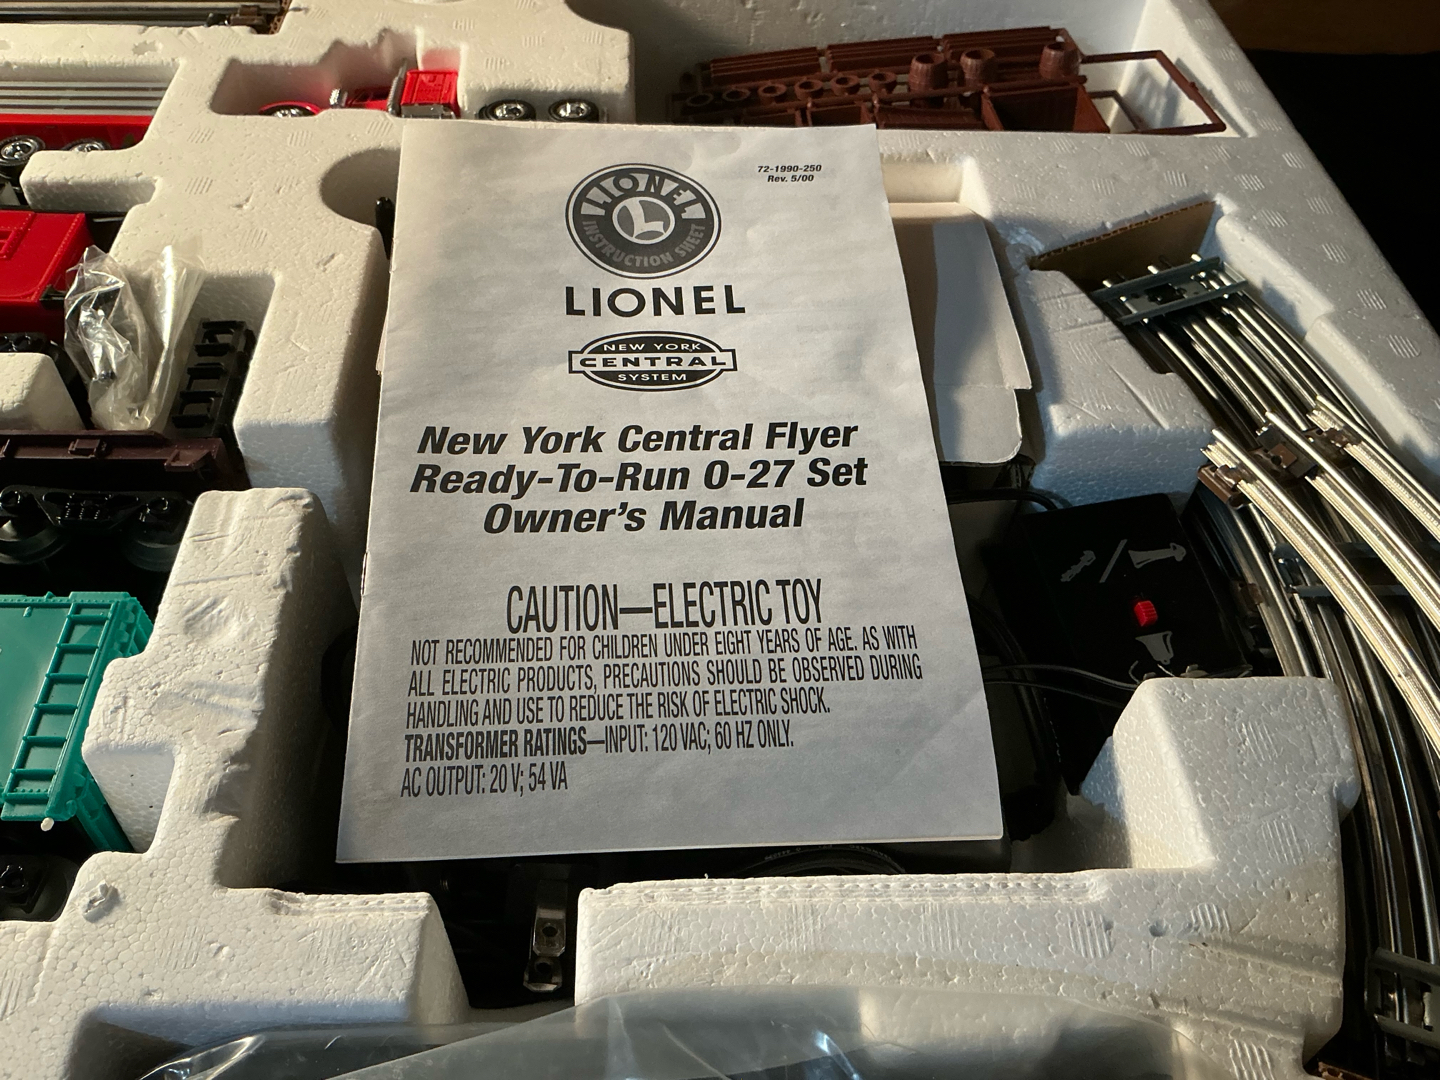 72-1990-250
Rev. 5/00
LIONEL
L
INSTRUCTION SHEET
LIONEL
NEW YORK
CENTRAL
SYSTEM
New York Central Flyer
Ready-To-Run O-27 Set
Owner's Manual
CAUTION—ELECTRIC TOY
NOT RECOMMENDED FOR CHILDREN UNDER EIGHT YEARS OF AGE. AS WITH
ALL ELECTRIC PRODUCTS, PRECAUTIONS SHOULD BE OBSERVED DURING
HANDLING AND USE TO REDUCE THE RISK OF ELECTRIC SHOCK.
TRANSFORMER RATINGS—INPUT: 120 VAC; 60 HZ ONLY.
AC OUTPUT: 20 V; 54 VA